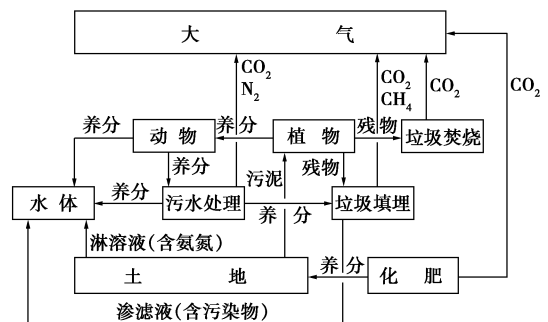 大 气
CO₂
N₂
CO₂
CH₄
CO₂
CO₂
养分
动 物
养分
植 物
残物
垃圾焚烧
养分
污泥
残物
水 体
养分
污水处理
养 分
垃圾填埋
淋溶液(含氨氮)
土 地
养 分
化 肥
渗滤液(含污染物)